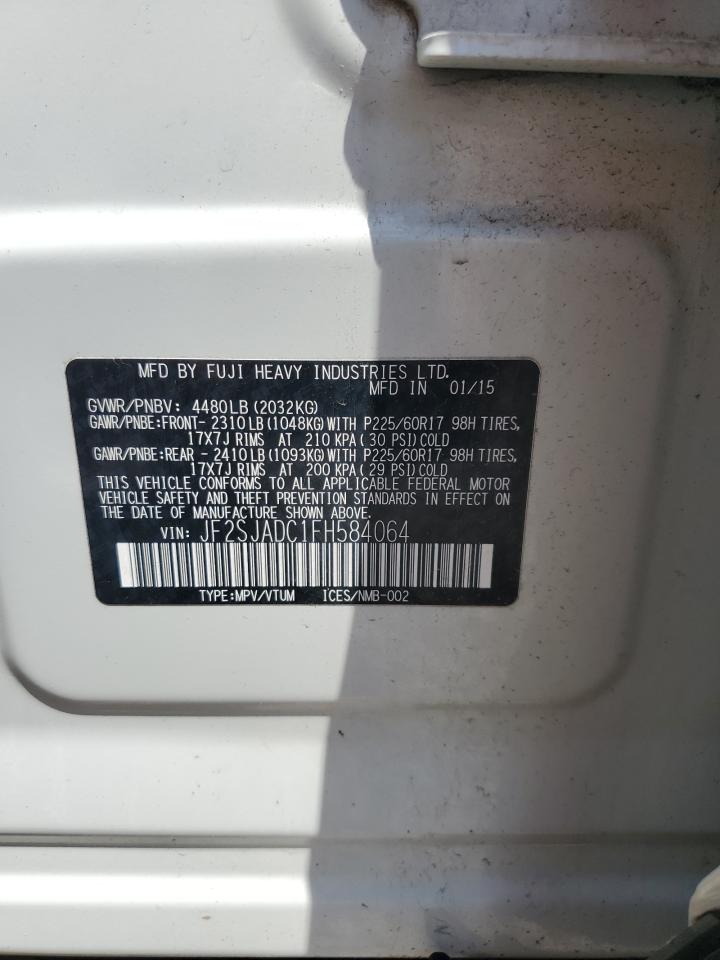 MFD BY FUJI HEAVY INDUSTRIES LTD.
MFD IN 01/15
GVWR/PNBV: 4480LB(2032KG)
GAWR/PNBE:FRONT- 2310LB(1048KG)WITH P225/60R17 98H TIRES,
17X7J RIMS AT 210 KPA(30 PSI)COLD
GAWR/PNBE:REAR - 2410LB(1093KG)WITH P225/60R17 98H TIRES,
17X7J RIMS AT 200 KPA(29 PSI)COLD
THIS VEHICLE CONFORMS TO ALL APPLICABLE FEDERAL MOTOR
VEHICLE SAFETY AND THEFT PREVENTION STANDARDS IN EFFECT ON
THE DATE OF MANUFACTURE SHOWN ABOVE.
VIN: JF2SJADC1FH584064
TYPE:MPV/VTUM ICES/NMB-002